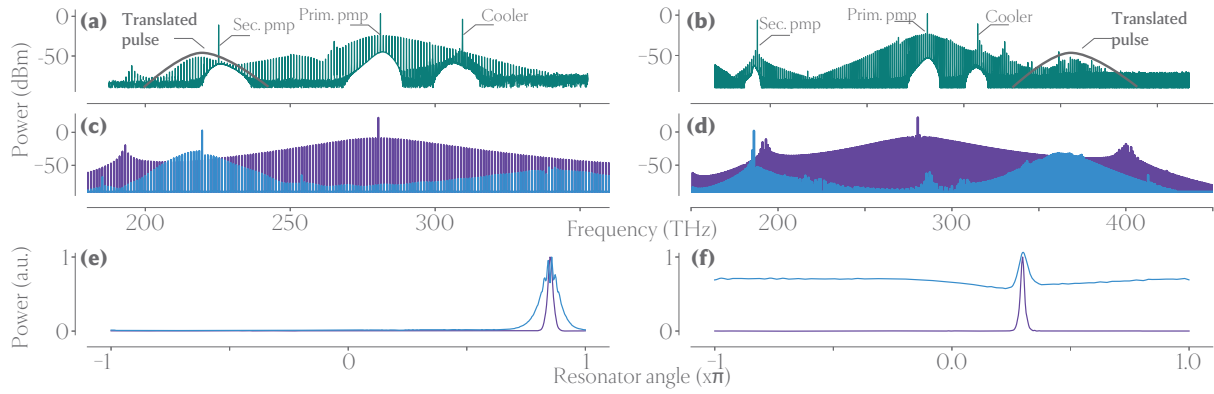 (a)
Translated
pulse
Sec. pmp
Prim. pmp
Cooler
0
-50
Power (dBm)
(b)
Sec. pmp
Prim. pmp
Cooler
Translated
pulse
0
-50
(c)
0
-50
200
250
300
(d)
0
-50
200
300
400
Frequency (THz)
(e)
1
0
Power (a.u.)
-1
0
1
(f)
1
0
-1
0.0
1.0
Resonator angle (xπ)